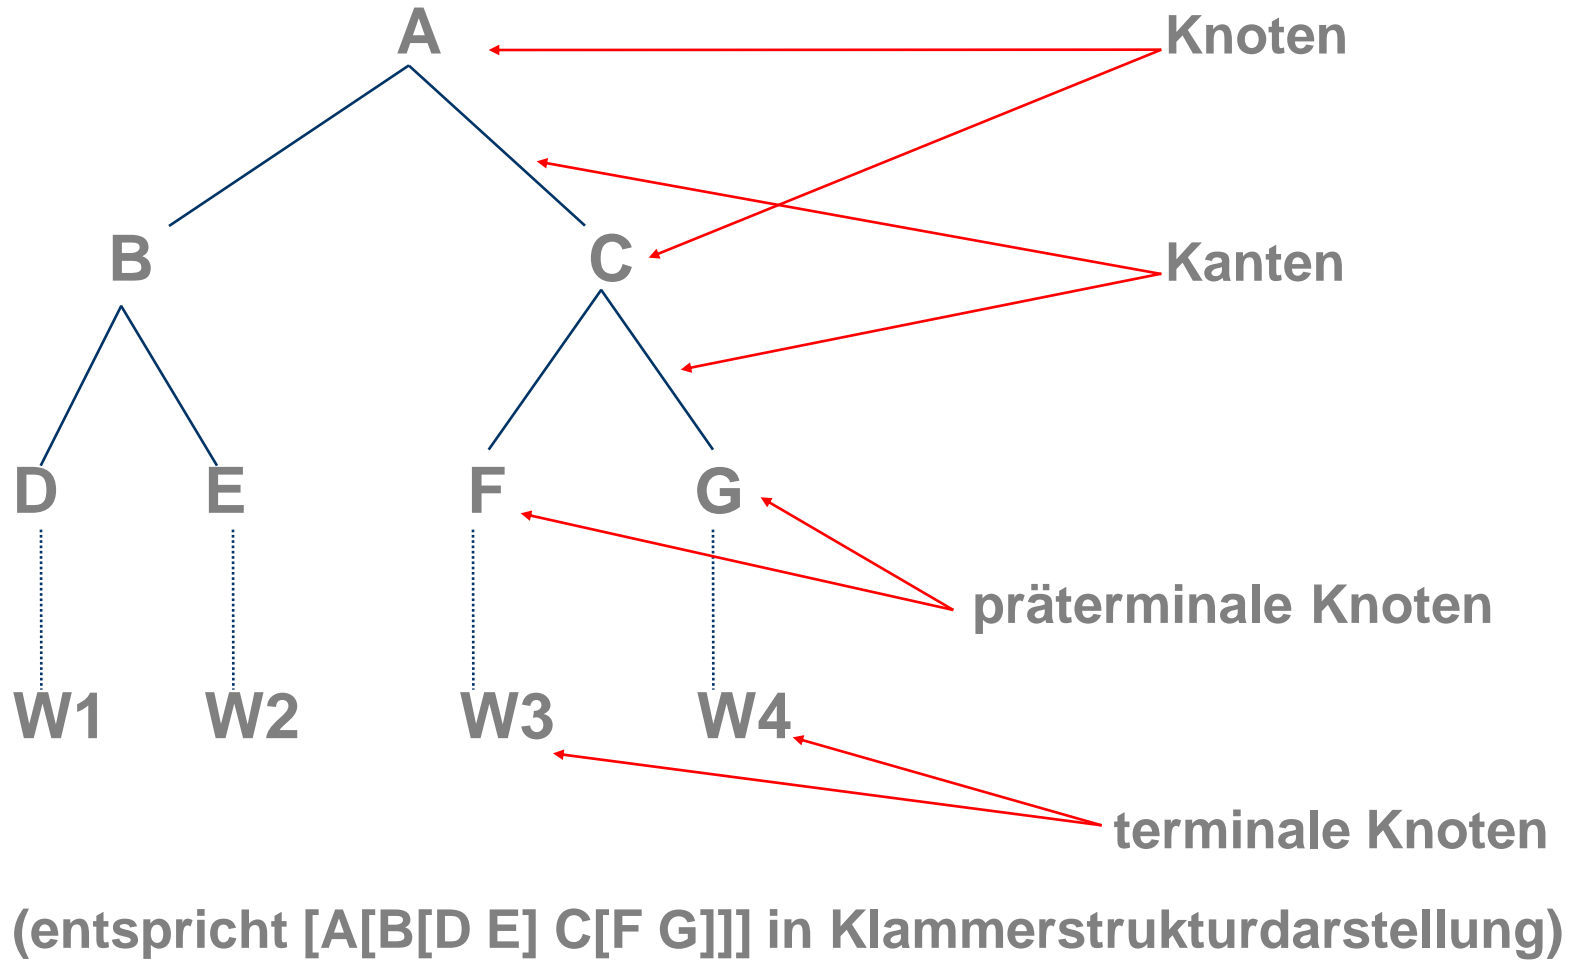 A Knoten
B C Kanten
D E F G
präterminale Knoten
W1 W2 W3 W4
terminale Knoten
(entspricht [A[B[D E] C[F G]]] in Klammerstrukturdarstellung)